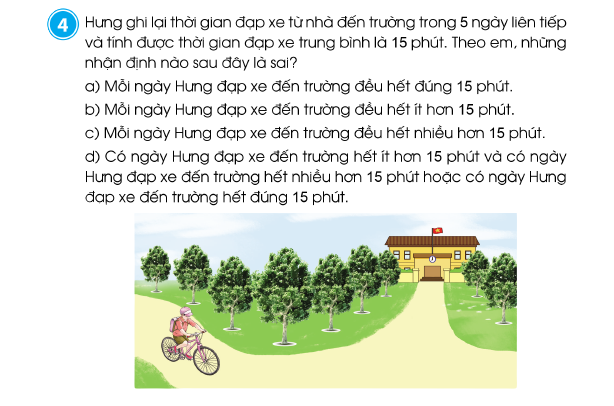 4 Hưng ghi lại thời gian đạp xe từ nhà đến trường trong 5 ngày liên tiếp
và tính được thời gian đạp xe trung bình là 15 phút. Theo em, những
nhận định nào sau đây là sai?
a) Mỗi ngày Hưng đạp xe đến trường đều hết đúng 15 phút.
b) Mỗi ngày Hưng đạp xe đến trường đều hết ít hơn 15 phút.
c) Mỗi ngày Hưng đạp xe đến trường đều hết nhiều hơn 15 phút.
d) Có ngày Hưng đạp xe đến trường hết ít hơn 15 phút và có ngày
Hưng đạp xe đến trường hết nhiều hơn 15 phút hoặc có ngày Hưng
đạp xe đến trường hết đúng 15 phút.